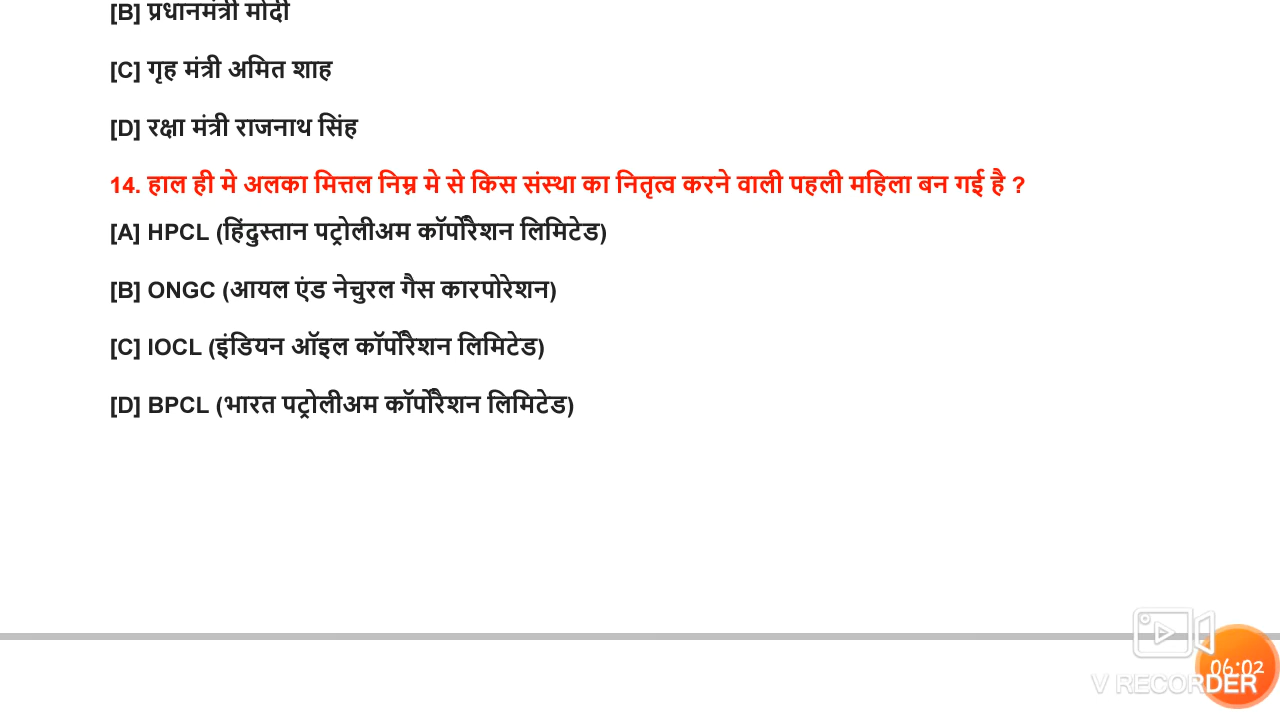 [B] प्रधानमंत्री मोदी
[C] गृह मंत्री अमित शाह
[D] रक्षा मंत्री राजनाथ सिंह
14. हाल ही मे अलका मित्तल निम्न मे से किस संस्था का नितृत्व करने वाली पहली महिला बन गई है ?
[A] HPCL (हिंदुस्तान पट्रोलीअम कॉर्पोरैशन लिमिटेड)
[B] ONGC (आयल एंड नेचुरल गैस कारपोरेशन)
[C] IOCL (इंडियन ऑइल कॉर्पोरैशन लिमिटेड)
[D] BPCL (भारत पट्रोलीअम कॉर्पोरैशन लिमिटेड)
06:02
V RECORDER